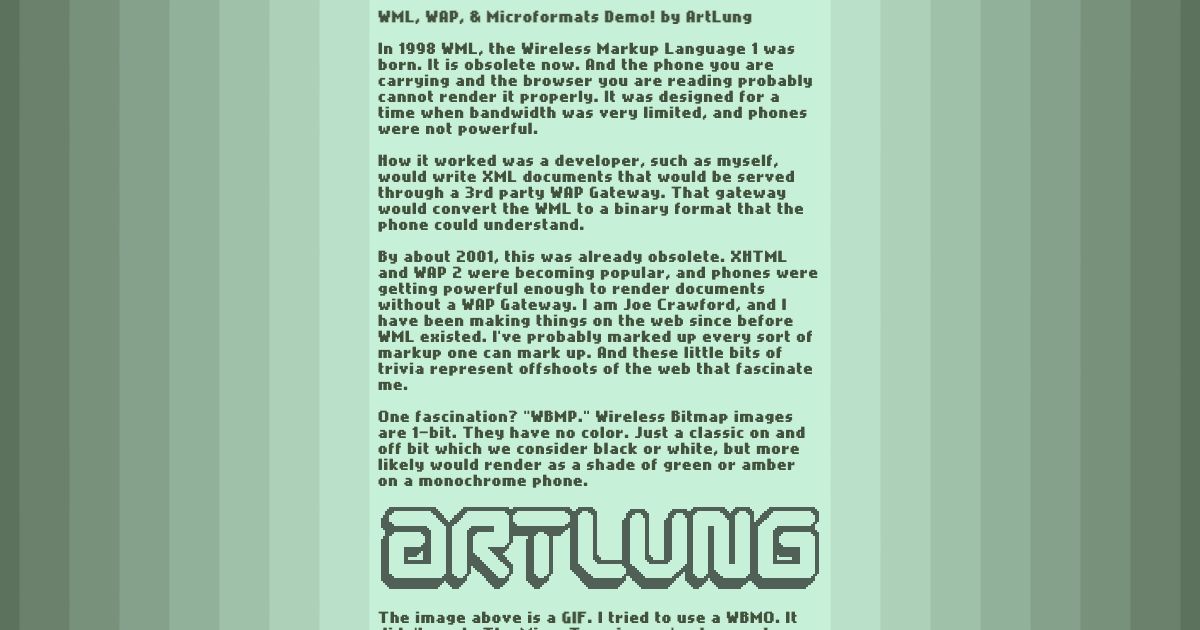 WML, WAP, & Microformats Demo! by ArtLung
In 1998 WML, the Wireless Markup Language 1 was
born. It is obsolete now. And the phone you are
carrying and the browser you are reading probably
cannot render it properly. It was designed for a
time when bandwidth was very limited, and phones
were not powerful.
How it worked was a developer, such as myself,
would write XML documents that would be served
through a 3rd party WAP Gateway. That gateway
would convert the WML to a binary format that the
phone could understand.
By about 2001, this was already obsolete. XHTML
and WAP 2 were becoming popular, and phones were
getting powerful enough to render documents
without a WAP Gateway. I am Joe Crawford, and I
have been making things on the web since before
WML existed. I've probably marked up every sort of
markup one can mark up. And these little bits of
trivia represent offshoots of the web that fascinate
me.
One fascination? "WBMP." Wireless Bitmap images
are 1-bit. They have no color. Just a classic on and
off bit which we consider black or white, but more
likely would render as a shade of green or amber
on a monochrome phone.
ARTLUNG
The image above is a GIF. I tried to use a WBMO. It